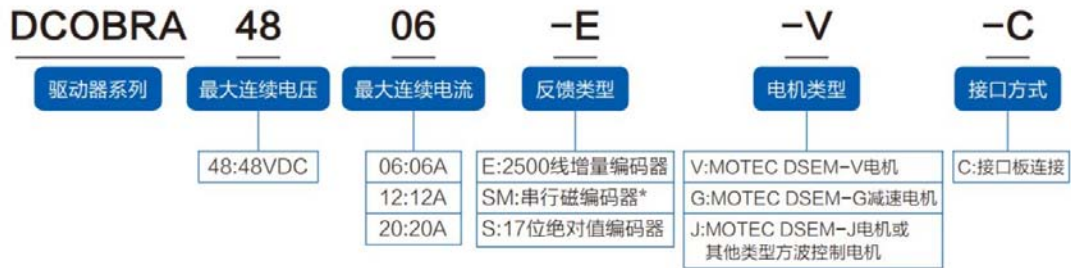 DCOBRA 48 06 -E -V -C
驱动器系列 最大连续电压 最大连续电流 反馈类型 电机类型 接口方式
48:48VDC 06:06A E:2500线增量编码器 V:MOTEC DSEM-V电机 C:接口板连接
12:12A SM:串行磁编码器* G:MOTEC DSEM-G减速电机
20:20A S:17位绝对值编码器 J:MOTEC DSEM-J电机或
其他类型方波控制电机